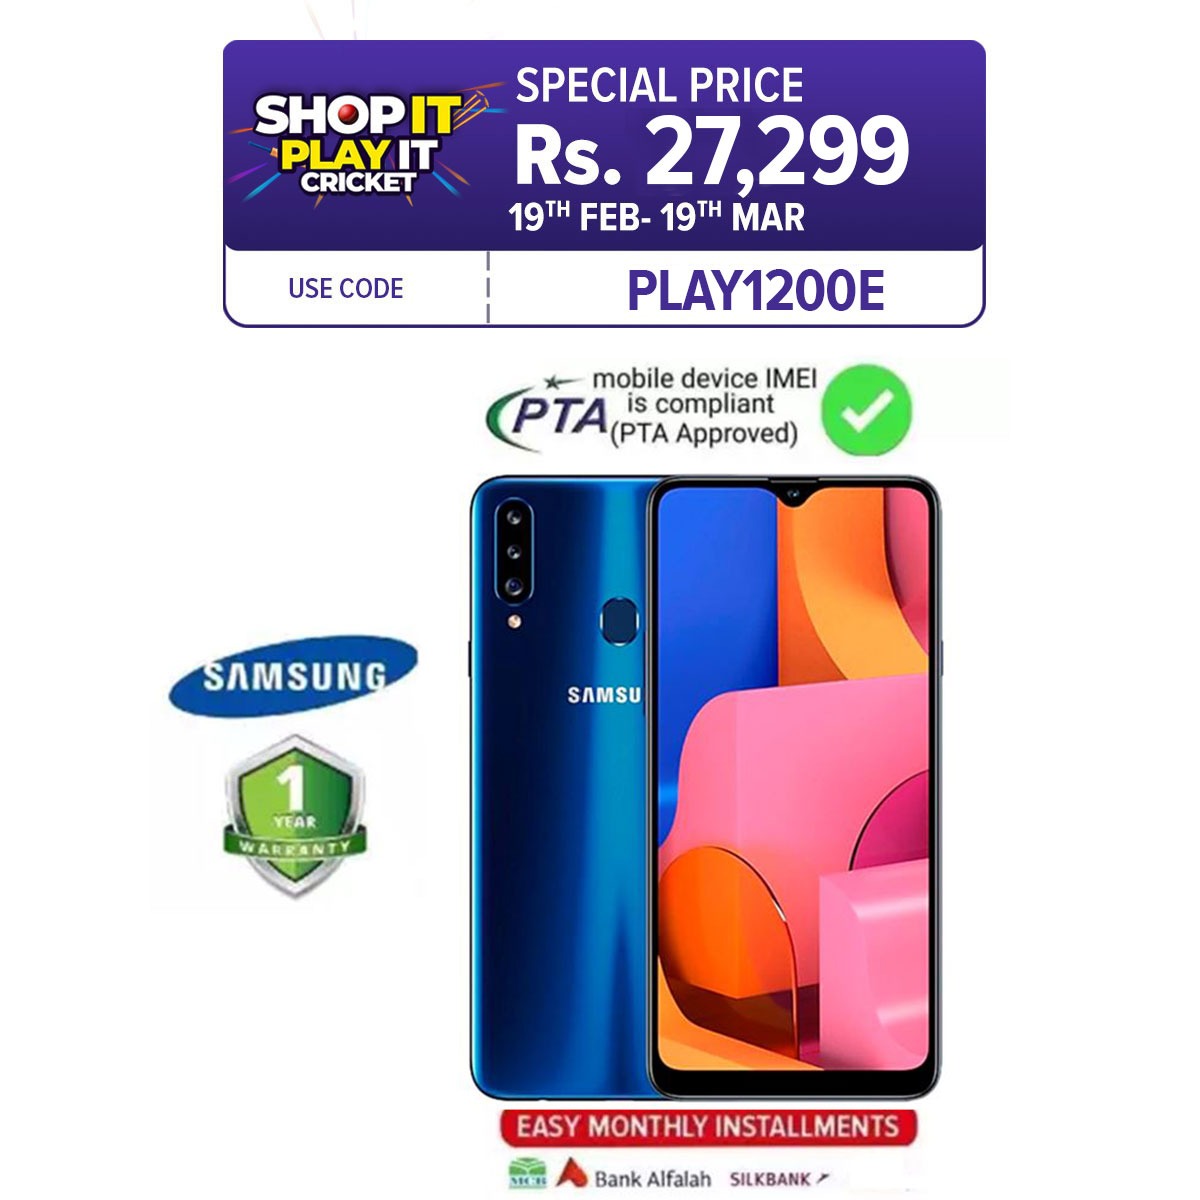 SHOP IT
PLAY IT
CRICKET
SPECIAL PRICE
Rs. 27,299
19TH FEB- 19TH MAR
USE CODE
PLAY1200E
PTA
mobile device IMEI
is compliant
(PTA Approved)
SAMSUNG
1
YEAR
WARRANTY
SAMSU
EASY MONTHLY INSTALLMENTS
MCB
Bank Alfalah
SILKBANK